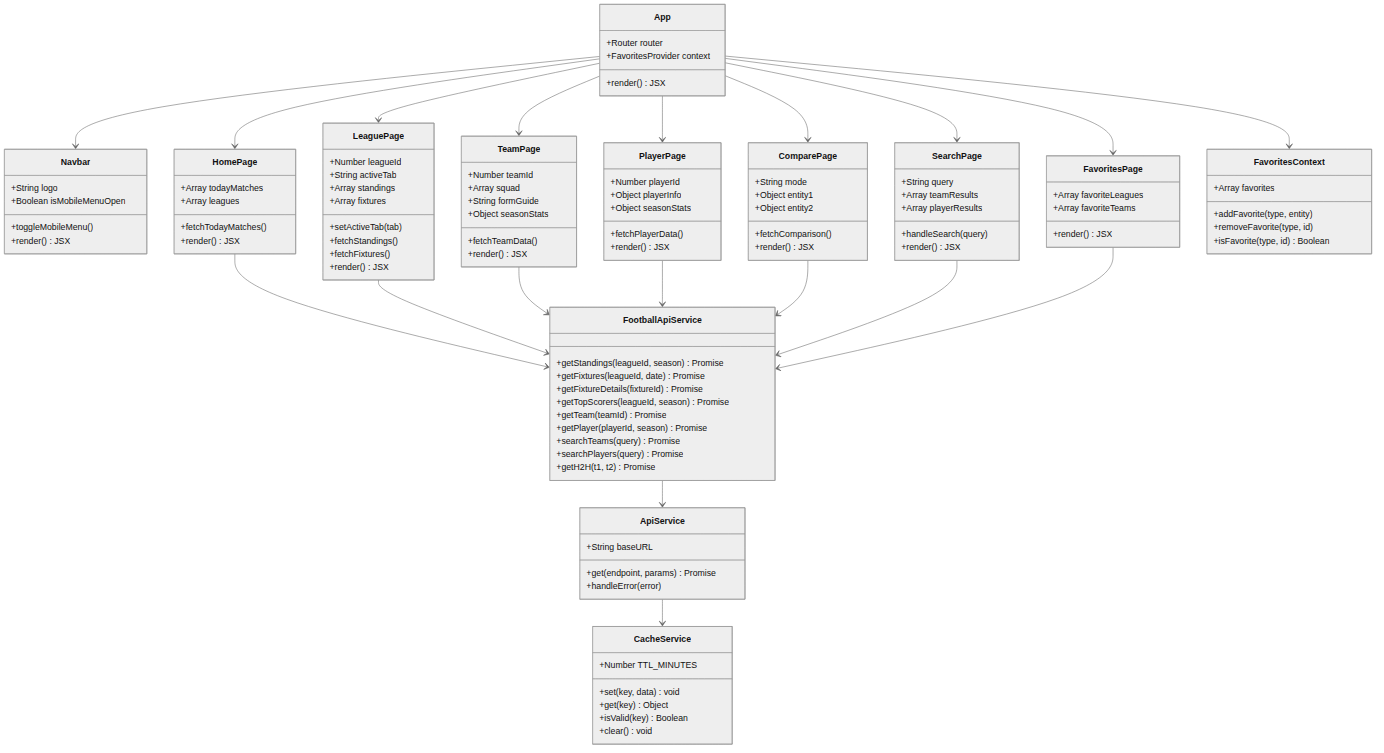 App
+Router router
+FavoritesProvider context
+render() : JSX
Navbar
+String logo
+Boolean isMobileMenuOpen
+toggleMobileMenu()
+render() : JSX
HomePage
+Array todayMatches
+Array leagues
+fetchTodayMatches()
+render() : JSX
LeaguePage
+Number leagueId
+String activeTab
+Array standings
+Array fixtures
+setActiveTab(tab)
+fetchStandings()
+fetchFixtures()
+render() : JSX
TeamPage
+Number teamId
+Array squad
+String formGuide
+Object seasonStats
+fetchTeamData()
+render() : JSX
PlayerPage
+Number playerId
+Object playerInfo
+Object seasonStats
+fetchPlayerData()
+render() : JSX
ComparePage
+String mode
+Object entity1
+Object entity2
+fetchComparison()
+render() : JSX
SearchPage
+String query
+Array teamResults
+Array playerResults
+handleSearch(query)
+render() : JSX
FavoritesPage
+Array favoriteLeagues
+Array favoriteTeams
+render() : JSX
FavoritesContext
+Array favorites
+addFavorite(type, entity)
+removeFavorite(type, id)
+isFavorite(type, id) : Boolean
FootballApiService
+getStandings(leagueId, season) : Promise
+getFixtures(leagueId, date) : Promise
+getFixtureDetails(fixtureId) : Promise
+getTopScorers(leagueId, season) : Promise
+getTeam(teamId) : Promise
+getPlayer(playerId, season) : Promise
+searchTeams(query) : Promise
+searchPlayers(query) : Promise
+getH2H(t1, t2) : Promise
ApiService
+String baseURL
+get(endpoint, params) : Promise
+handleError(error)
CacheService
+Number TTL_MINUTES
+set(key, data) : void
+get(key) : Object
+isValid(key) : Boolean
+clear() : void